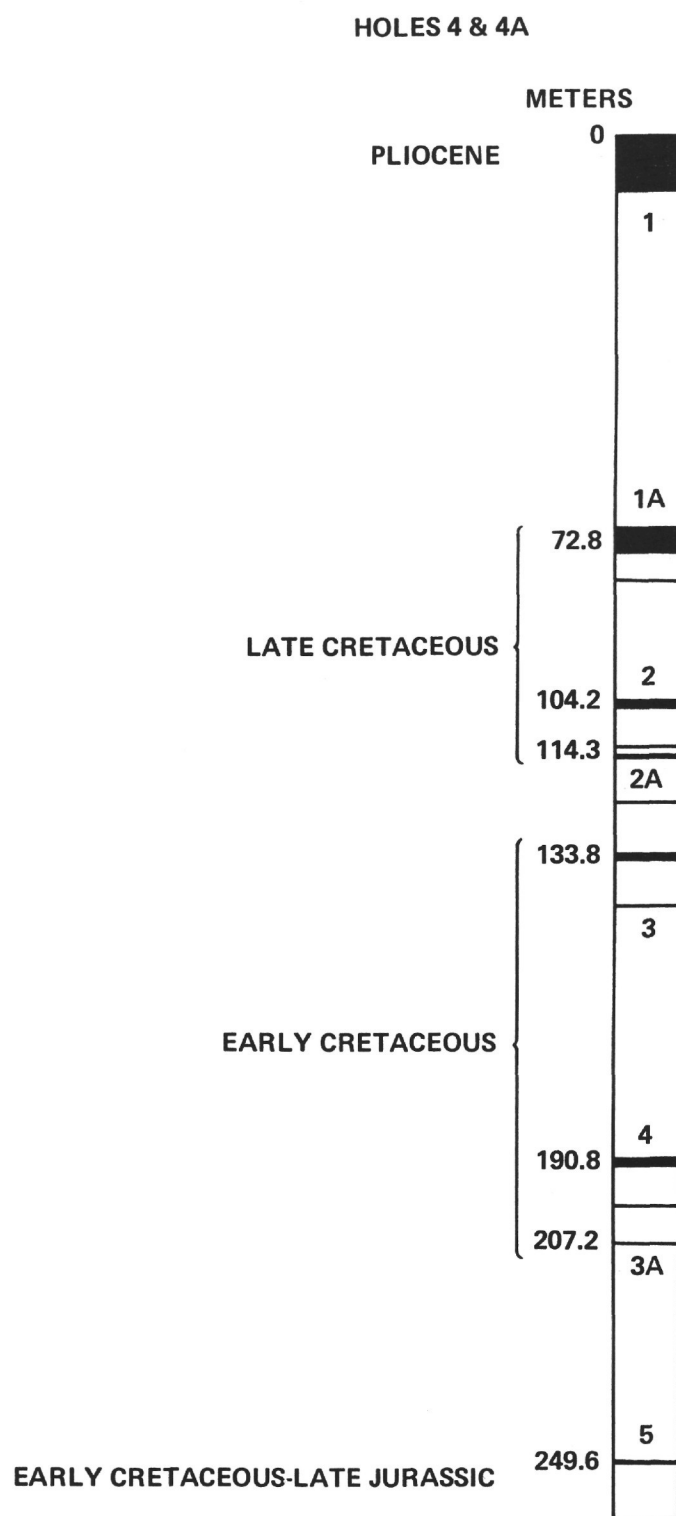 HOLES 4 & 4A
METERS
0
PLIOCENE
1
1A
72.8
LATE CRETACEOUS
2
104.2
114.3
2A
133.8
3
EARLY CRETACEOUS
4
190.8
207.2
3A
5
249.6
EARLY CRETACEOUS-LATE JURASSIC